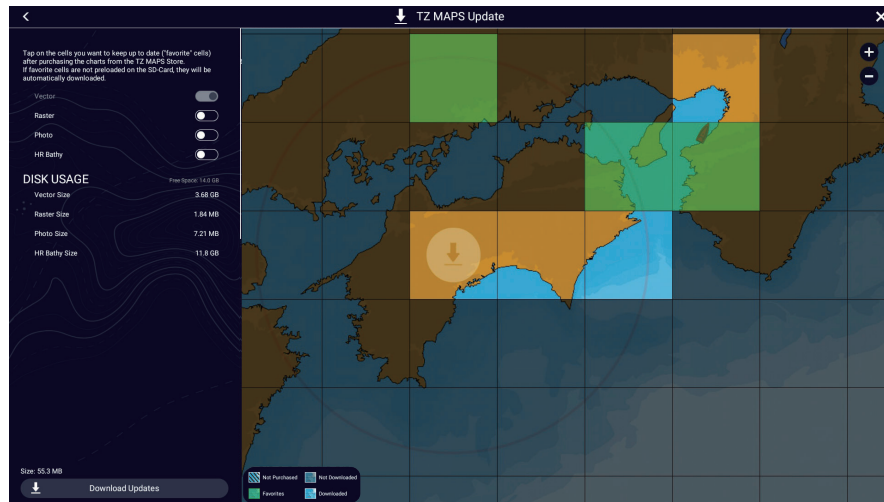 TZ MAPS Update
Tap on the cells you want to keep up to date ("favorite" cells)
after purchasing the charts from the TZ MAPS Store.
If favorite cells are not preloaded on the SD-Card, they will be
automatically downloaded.
Vector
Raster
Photo
HR Bathy
DISK USAGE Free Space: 14.0 GB
Vector Size 3.68 GB
Raster Size 1.84 MB
Photo Size 7.21 MB
HR Bathy Size 11.8 GB
Size: 55.3 MB
Download Updates
Not Purchased Not Downloaded
Favorites Downloaded